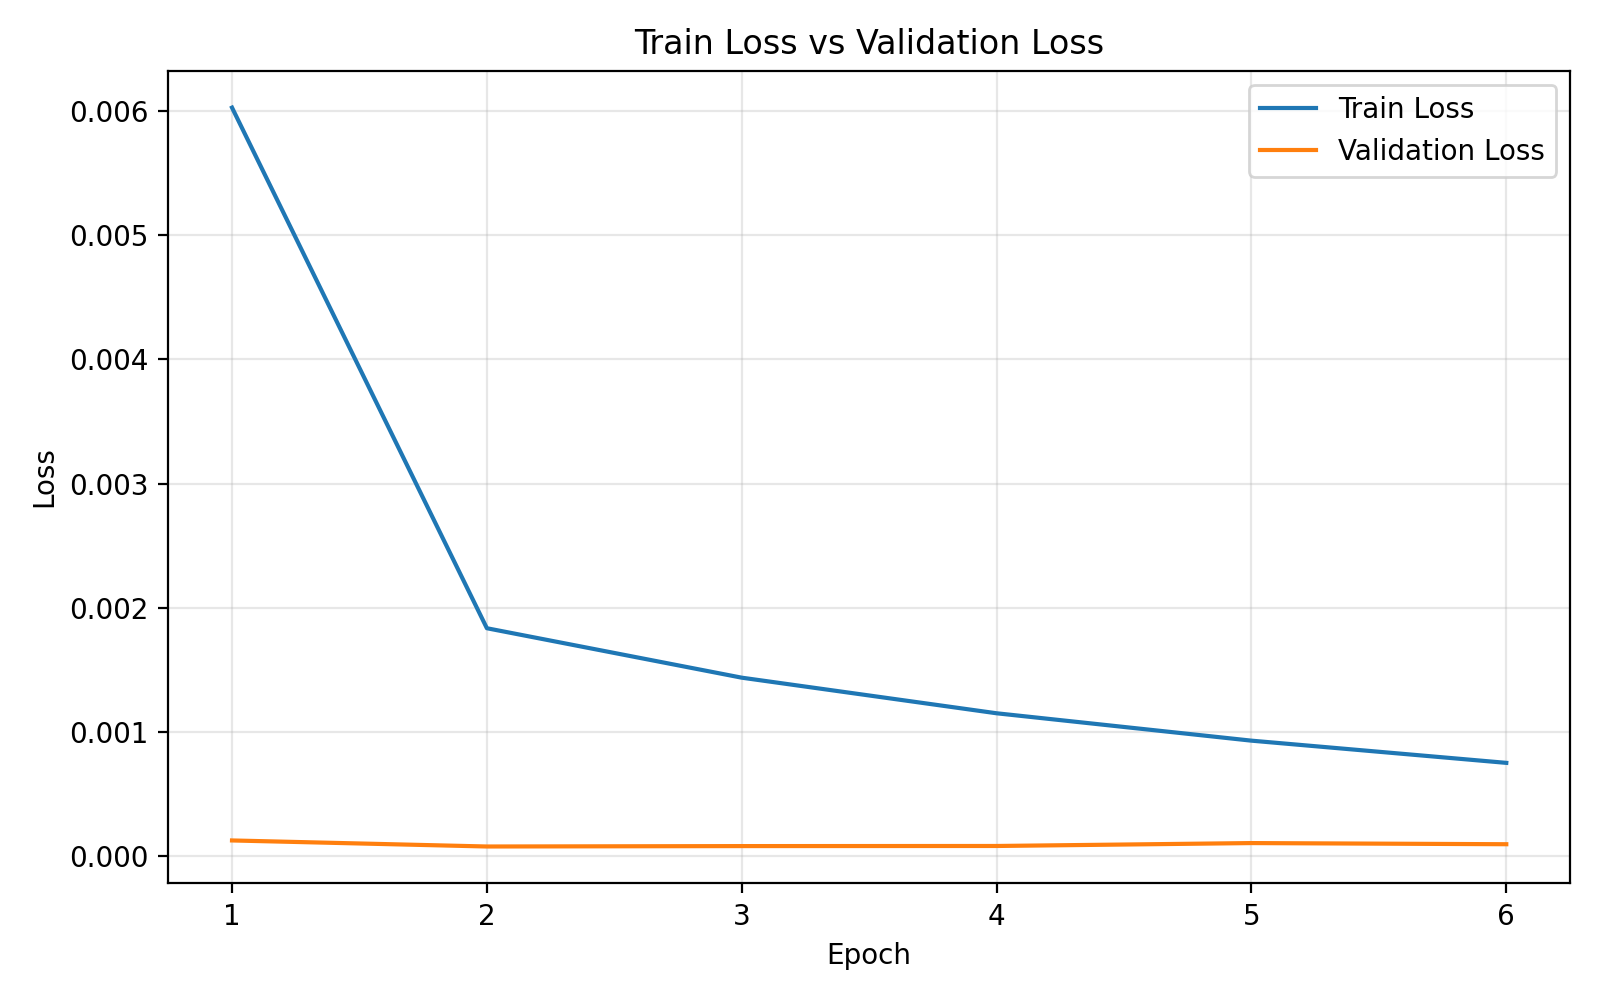 Train Loss vs Validation Loss
Train Loss
Validation Loss
0.006
0.005
0.004
0.003
0.002
0.001
0.000
Loss
1 2 3 4 5 6
Epoch